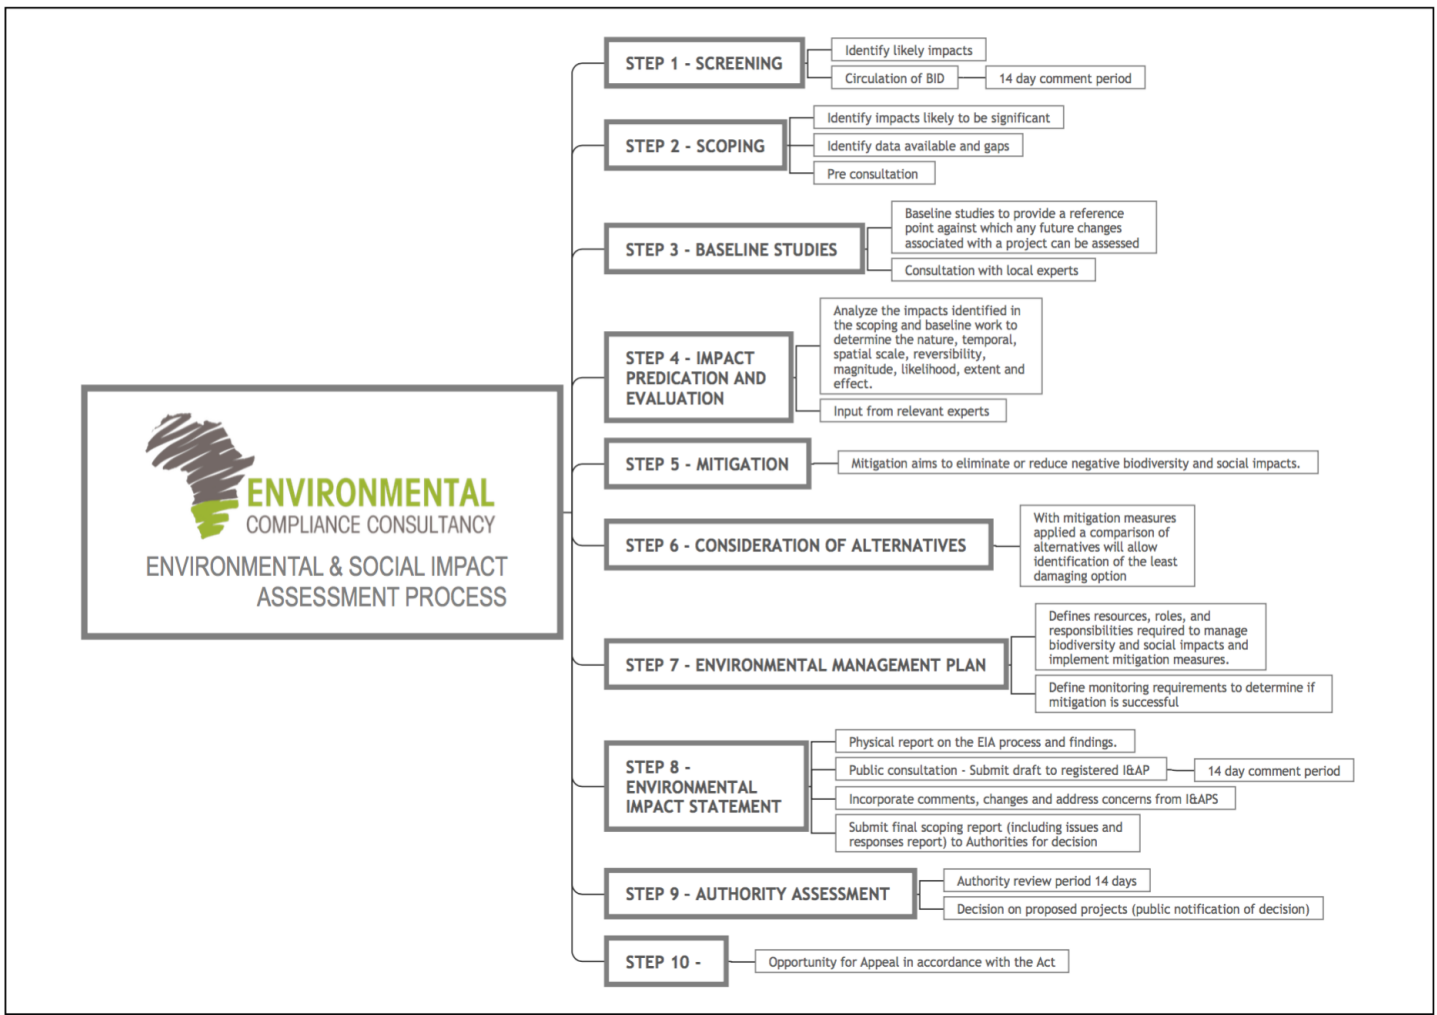 STEP 1 - SCREENING
Identify likely impacts
Circulation of BID
14 day comment period
STEP 2 - SCOPING
Identify impacts likely to be significant
Identify data available and gaps
Pre consultation
STEP 3 - BASELINE STUDIES
Baseline studies to provide a reference
point against which any future changes
associated with a project can be assessed
Consultation with local experts
STEP 4 - IMPACT
PREDICATION AND
EVALUATION
Analyze the impacts identified in
the scoping and baseline work to
determine the nature, temporal,
spatial scale, reversibility,
magnitude, likelihood, extent and
effect.
Input from relevant experts
ENVIRONMENTAL
COMPLIANCE CONSULTANCY
ENVIRONMENTAL & SOCIAL IMPACT
ASSESSMENT PROCESS
STEP 5 - MITIGATION
Mitigation aims to eliminate or reduce negative biodiversity and social impacts.
STEP 6 - CONSIDERATION OF ALTERNATIVES
With mitigation measures
applied a comparison of
alternatives will allow
identification of the least
damaging option
STEP 7 - ENVIRONMENTAL MANAGEMENT PLAN
Defines resources, roles, and
responsibilities required to manage
biodiversity and social impacts and
implement mitigation measures.
Define monitoring requirements to determine if
mitigation is successful
STEP 8 -
ENVIRONMENTAL
IMPACT STATEMENT
Physical report on the EIA process and findings.
Public consultation - Submit draft to registered I&AP
14 day comment period
Incorporate comments, changes and address concerns from I&APS
Submit final scoping report (including issues and
responses report) to Authorities for decision
STEP 9 - AUTHORITY ASSESSMENT
Authority review period 14 days
Decision on proposed projects (public notification of decision)
STEP 10 -
Opportunity for Appeal in accordance with the Act